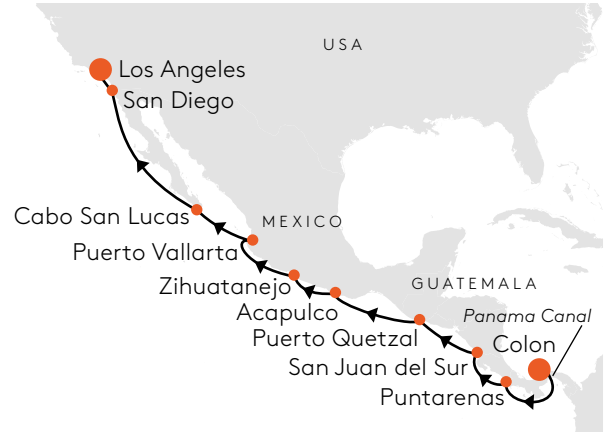 USA
Los Angeles
San Diego
Cabo San Lucas
MEXICO
Puerto Vallarta
Zihuatanejo
GUATEMALA
Acapulco
Panama Canal
Puerto Quetzal
Colon
San Juan del Sur
Puntarenas